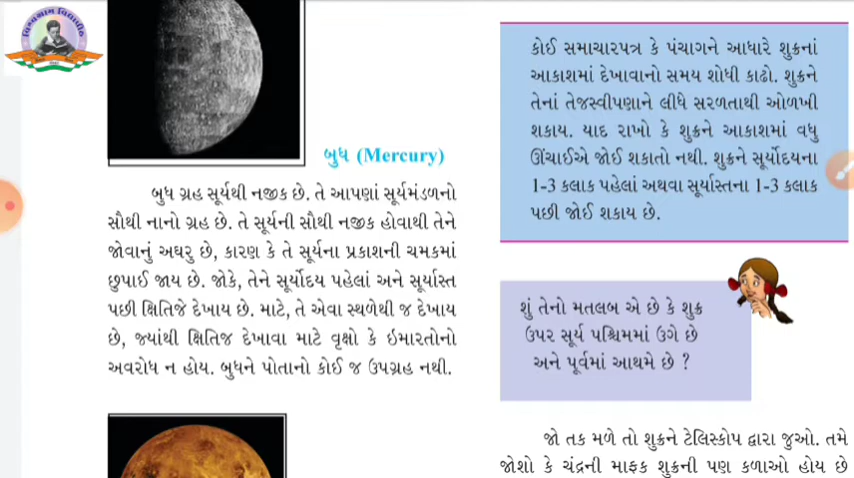 વિશ્વગ્રામ વિદ્યાપીઠ
બુધ (Mercury)
બુધ ગ્રહ સૂર્યથી નજીક છે. તે આપણાં સૂર્યમંડળનો
સૌથી નાનો ગ્રહ છે. તે સૂર્યની સૌથી નજીક હોવાથી તેને
જોવાનું અઘરુ છે, કારણ કે તે સૂર્યના પ્રકાશની ચમકમાં
છુપાઈ જાય છે. જોકે, તેને સૂર્યોદય પહેલાં અને સૂર્યાસ્ત
પછી ક્ષિતિજે દેખાય છે. માટે, તે એવા સ્થળેથી જ દેખાય
છે, જ્યાંથી ક્ષિતિજ દેખાવા માટે વૃક્ષો કે ઇમારતોનો
અવરોધ ન હોય. બુધને પોતાનો કોઈ જ ઉપગ્રહ નથી.
કોઈ સમાચારપત્ર કે પંચાગને આધારે શુક્રનાં
આકાશમાં દેખાવાનો સમય શોધી કાઢો. શુક્રને
તેનાં તેજસ્વીપણાને લીધે સરળતાથી ઓળખી
શકાય. યાદ રાખો કે શુક્રને આકાશમાં વધુ
ઊંચાઈએ જોઈ શકાતો નથી. શુક્રને સૂર્યોદયના
1-3 કલાક પહેલાં અથવા સૂર્યાસ્તના 1-3 કલાક
પછી જોઈ શકાય છે.
શું તેનો મતલબ એ છે કે શુક્ર
ઉપર સૂર્ય પશ્ચિમમાં ઉગે છે
અને પૂર્વમાં આથમે છે ?
જો તક મળે તો શુક્રને ટેલિસ્કોપ દ્વારા જુઓ. તમે
જોશો કે ચંદ્રની માફક શુક્રની પણ કળાઓ હોય છે